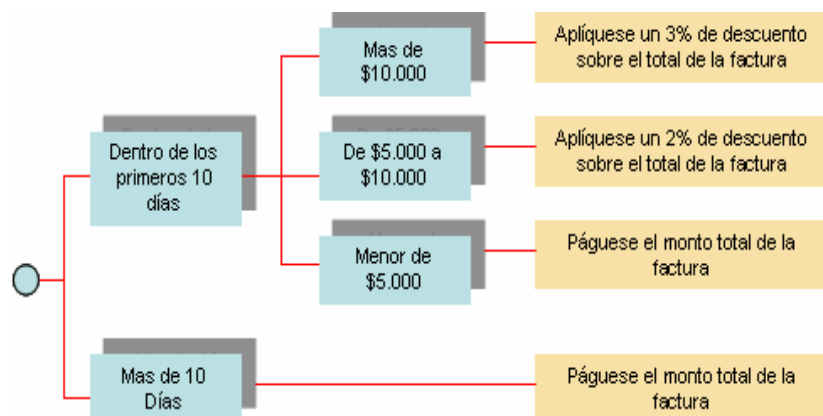 Mas de
$10.000
Aplíquese un 3% de descuento
sobre el total de la factura
Dentro de los
primeros 10
días
De $5.000 a
$10.000
Aplíquese un 2% de descuento
sobre el total de la factura
Menor de
$5.000
Páguese el monto total de la
factura
Mas de 10
Días
Páguese el monto total de la
factura